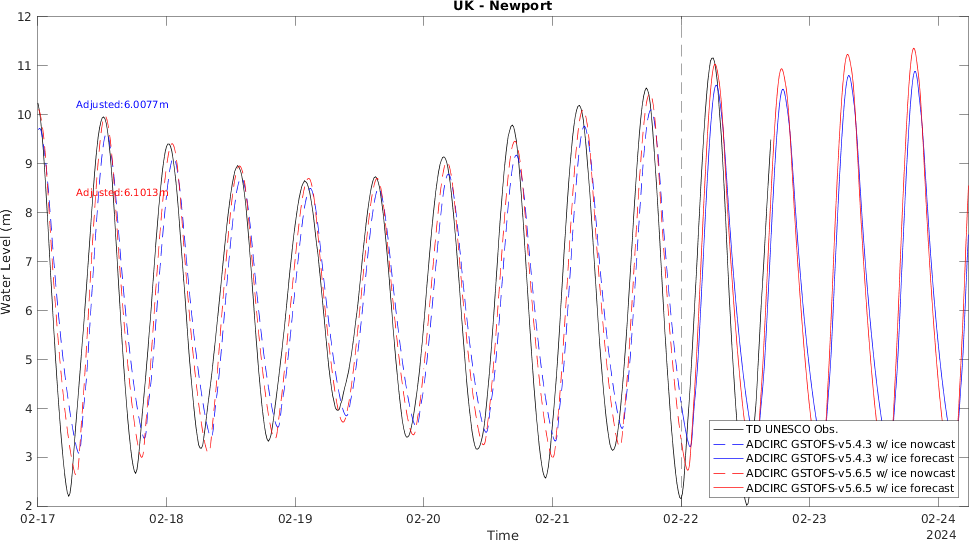 UK - Newport
12
11
10
9
8
7
6
5
4
3
2
Water Level (m)
Adjusted:6.0077m
Adjusted:6.1013m
TD UNESCO Obs.
ADCIRC GSTOFS-v5.4.3 w/ ice nowcast
ADCIRC GSTOFS-v5.4.3 w/ ice forecast
ADCIRC GSTOFS-v5.6.5 w/ ice nowcast
ADCIRC GSTOFS-v5.6.5 w/ ice forecast
02-17 02-18 02-19 02-20 02-21 02-22 02-23 02-24
Time
2024